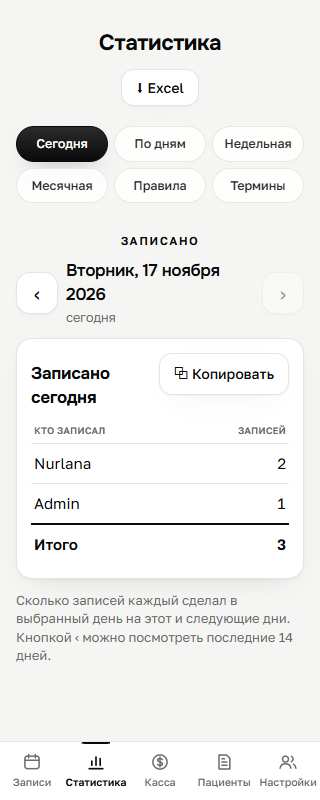 Статистика
⭳ Excel
Сегодня
По дням
Недельная
Месячная
Правила
Термины
ЗАПИСАНО
‹
Вторник, 17 ноября
2026
сегодня
›
Записано
сегодня
Копировать
КТО ЗАПИСАЛ ЗАПИСЕЙ
Nurlana 2
Admin 1
Итого 3
Сколько записей каждый сделал в
выбранный день на этот и следующие дни.
Кнопкой ‹ можно посмотреть последние 14
дней.
Записи
Статистика
Касса
Пациенты
Настройки